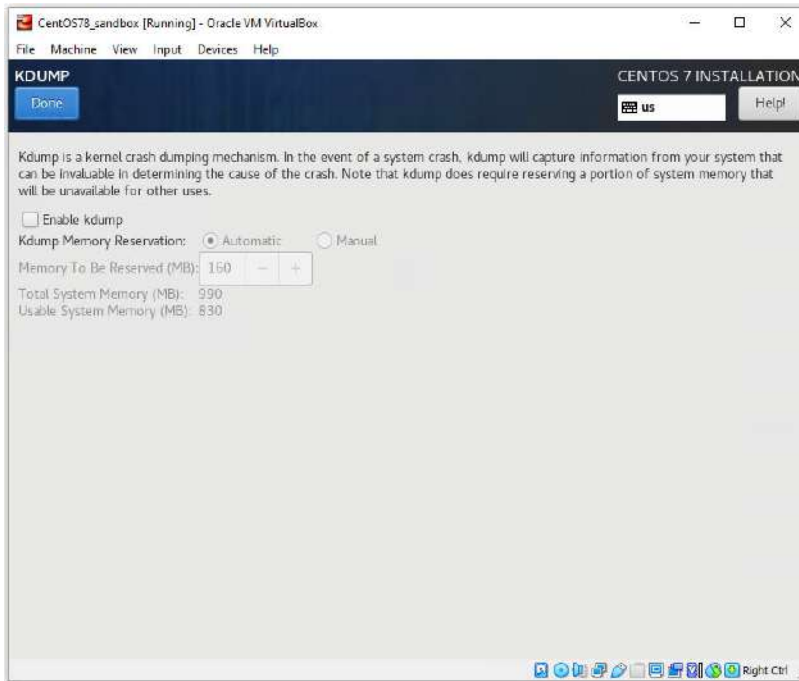 CentOS78_sandbox [Running] - Oracle VM VirtualBox
File Machine View Input Devices Help
KDUMP
CENTOS 7 INSTALLATION
Done
us
Help!
Kdump is a kernel crash dumping mechanism. In the event of a system crash, kdump will capture information from your system that
can be invaluable in determining the cause of the crash. Note that kdump does require reserving a portion of system memory that
will be unavailable for other uses.
Enable kdump
Kdump Memory Reservation: Automatic Manual
Memory To Be Reserved (MB): 160 - +
Total System Memory (MB): 990
Usable System Memory (MB): 830
Right Ctrl